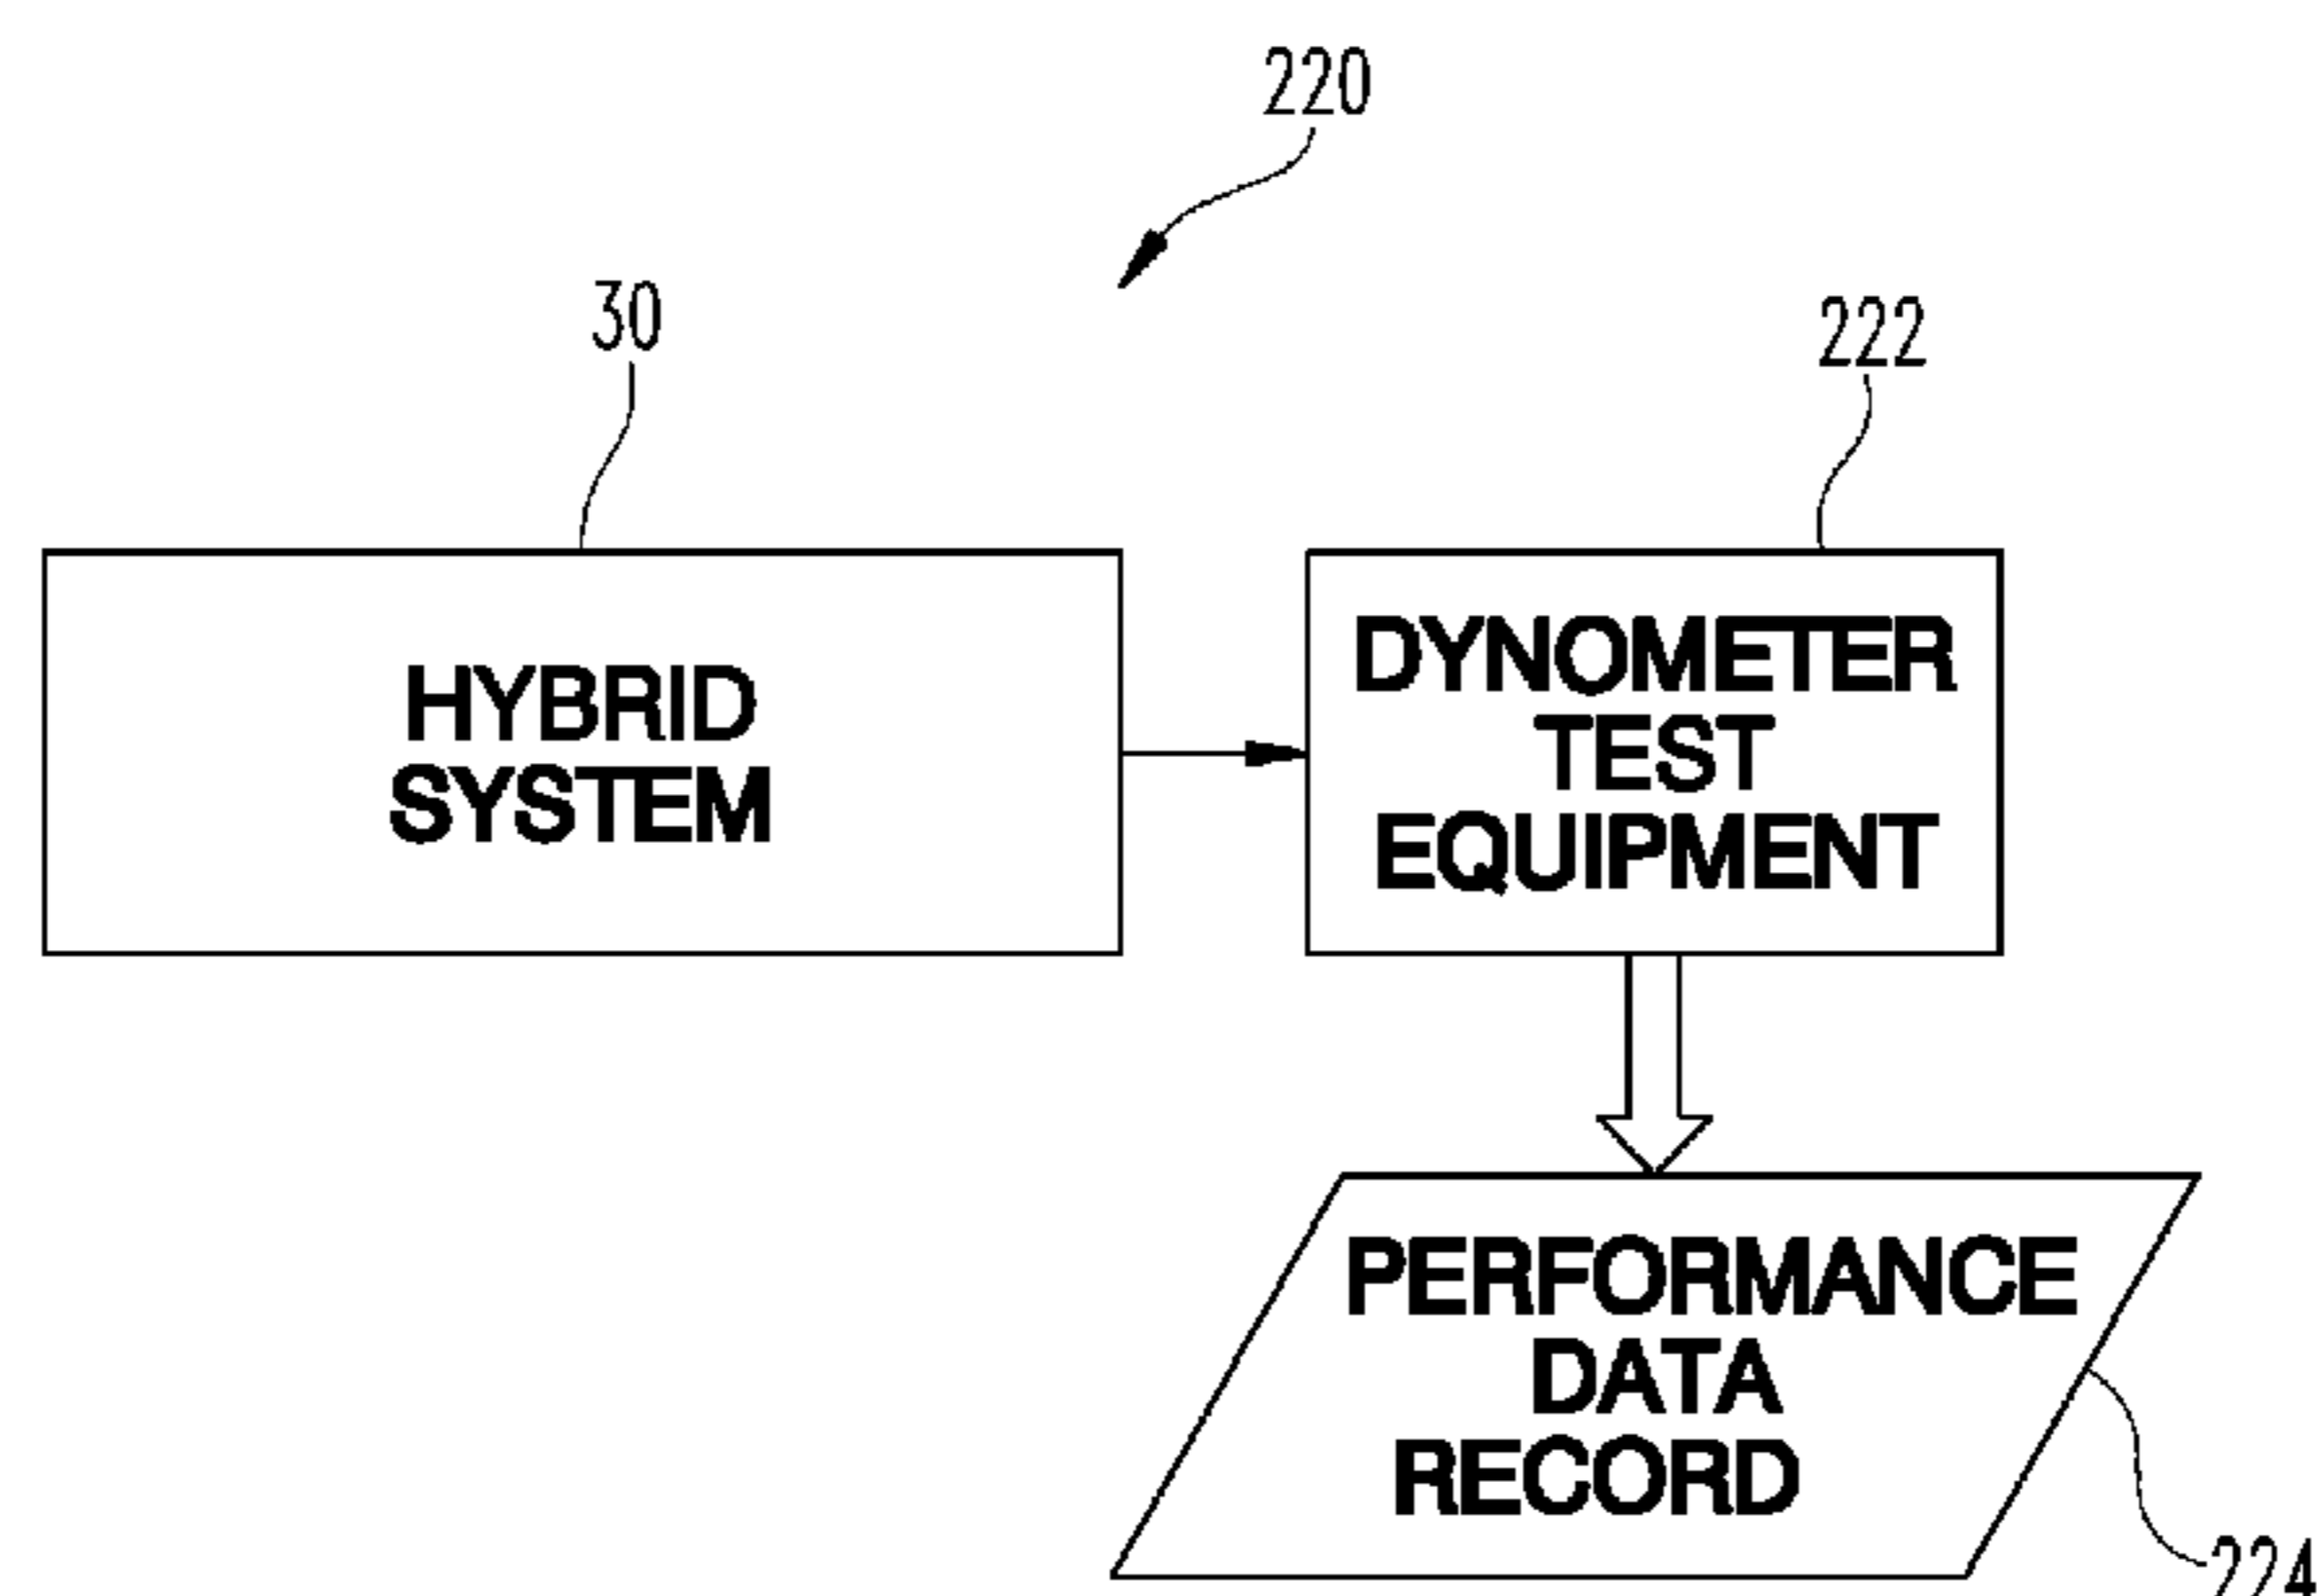 220
30
222
HYBRID
SYSTEM
DYNOMETER
TEST
EQUIPMENT
PERFORMANCE
DATA
RECORD
224